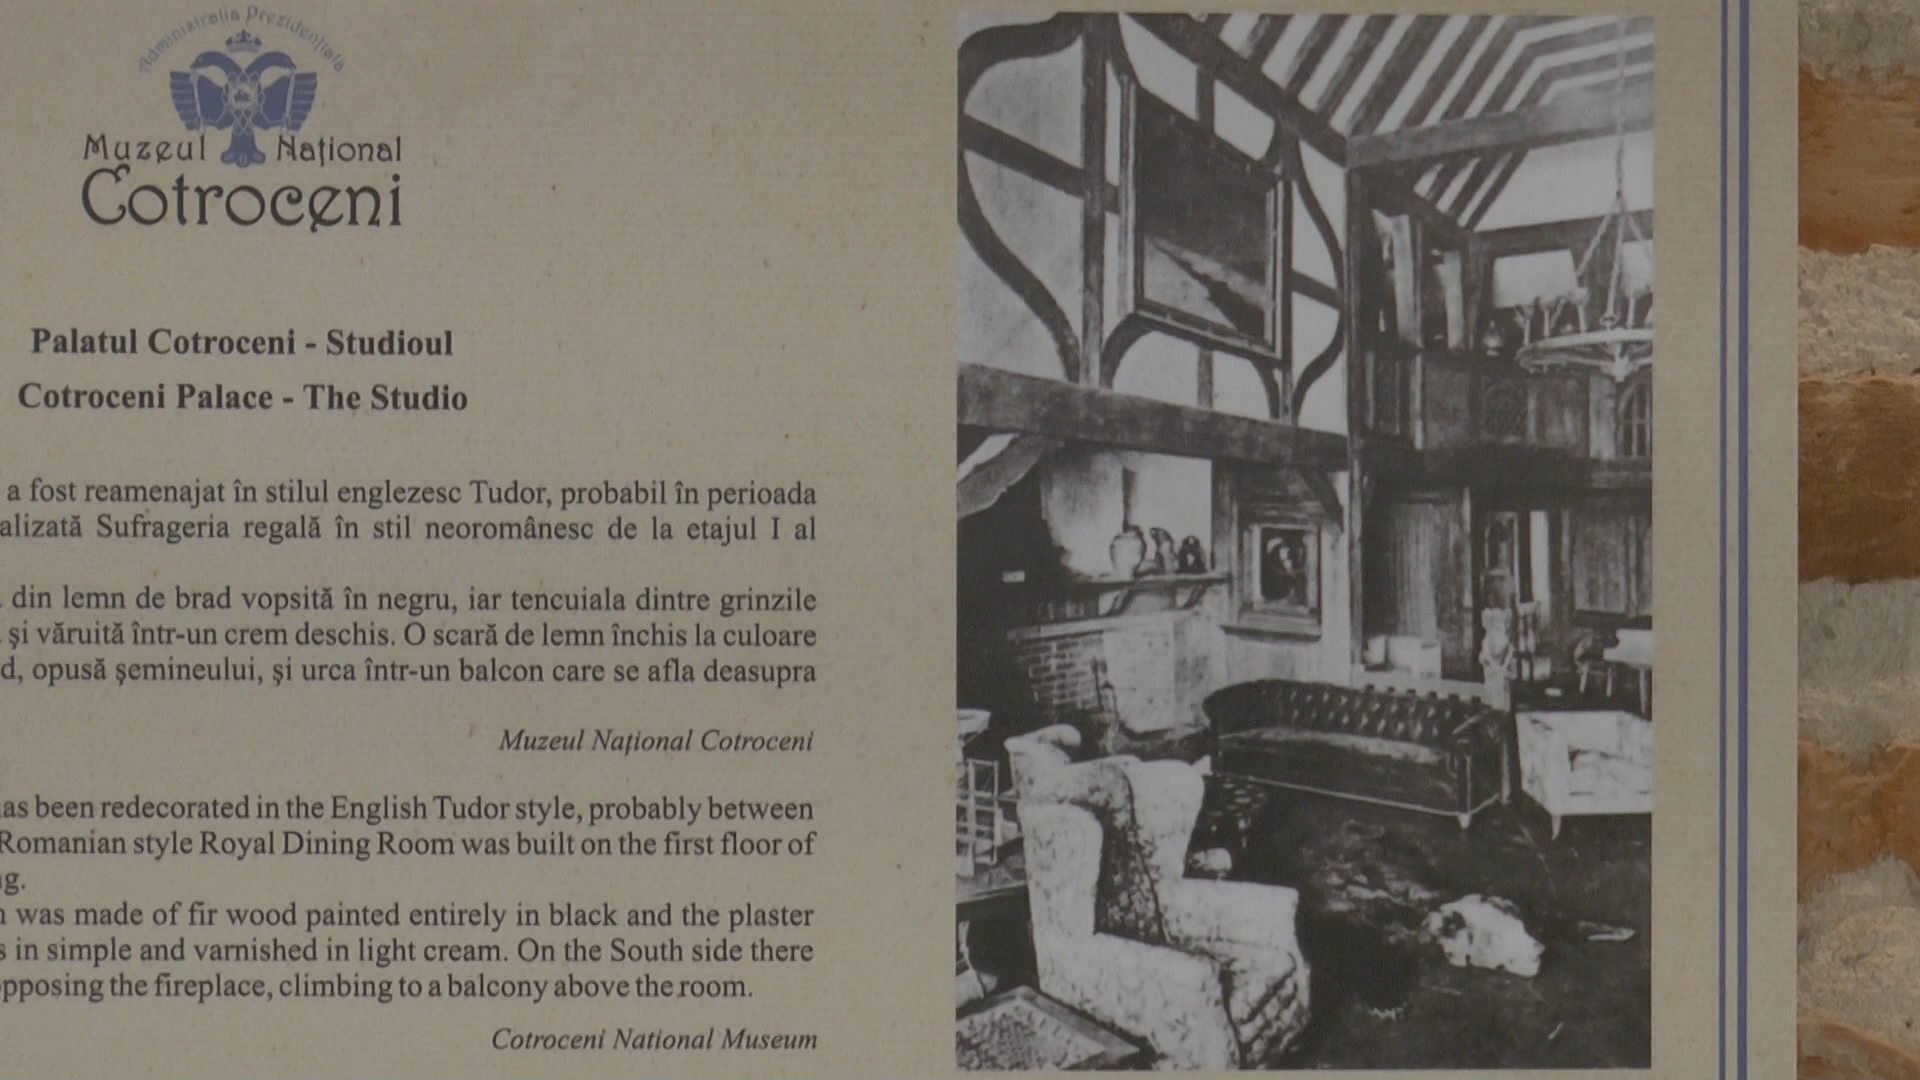 Administrația Prezidențială
Muzeul Național
Cotroceni
Palatul Cotroceni - Studioul
Cotroceni Palace - The Studio
a fost reamenajat în stilul englezesc Tudor, probabil în perioada
alizată Sufrageria regală în stil neoromânesc de la etajul I al
din lemn de brad vopsită în negru, iar tencuiala dintre grinzile
şi văruită într-un crem deschis. O scară de lemn închis la culoare
d, opusă şemineului, şi urca într-un balcon care se afla deasupra
Muzeul Naţional Cotroceni
as been redecorated in the English Tudor style, probably between
Romanian style Royal Dining Room was built on the first floor of
g.
was made of fir wood painted entirely in black and the plaster
s in simple and varnished in light cream. On the South side there
pposing the fireplace, climbing to a balcony above the room.
Cotroceni National Museum